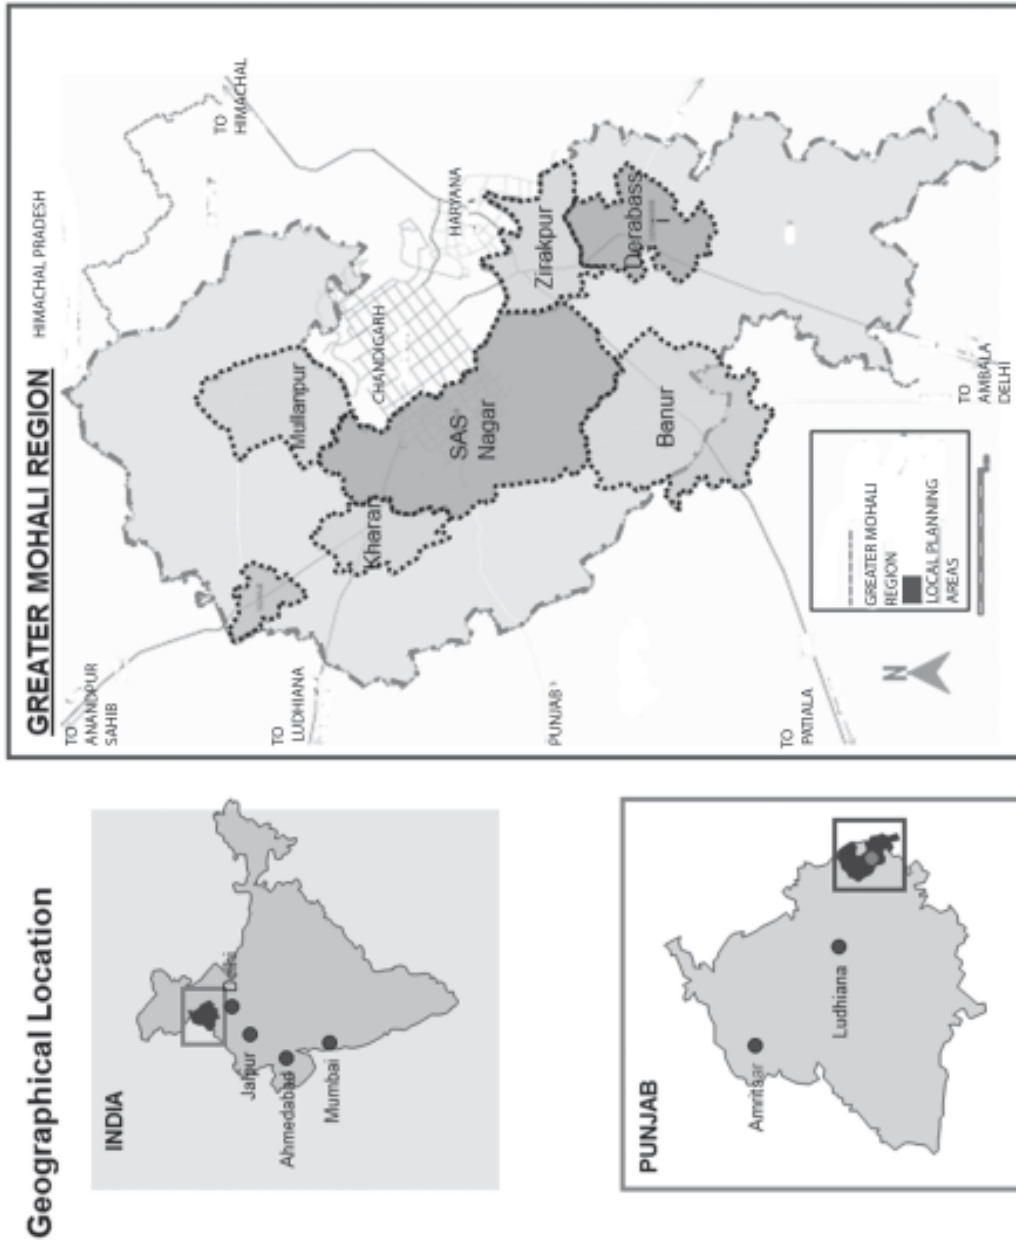 Geographical Location
INDIA
Delhi
Jaipur
Ahmedabad
Mumbai
PUNJAB
Amritsar
Ludhiana
GREATER MOHALI REGION
HIMACHAL PRADESH
TO
HIMACHAL
TO
ANANDPUR
SAHIB
TO
LUDHIANA
PUNJAB
TO
PATIALA
TO
AMBALA
DELHI
HARYANA
CHANDIGARH
Mullanpur
Kharar
SAS
Nagar
Zirakpur
Derabassi
Banur
N
GREATER MOHALI
REGION
LOCAL PLANNING
AREAS